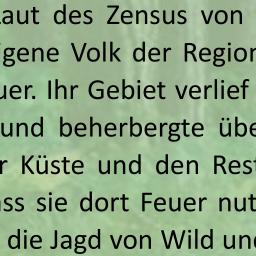 Laut des Zensus von
igene Volk der Region
uer. Ihr Gebiet verlief
und beherbergte übe
r Küste und den Rest
ss sie dort Feuer nut
die Jagd von Wild und